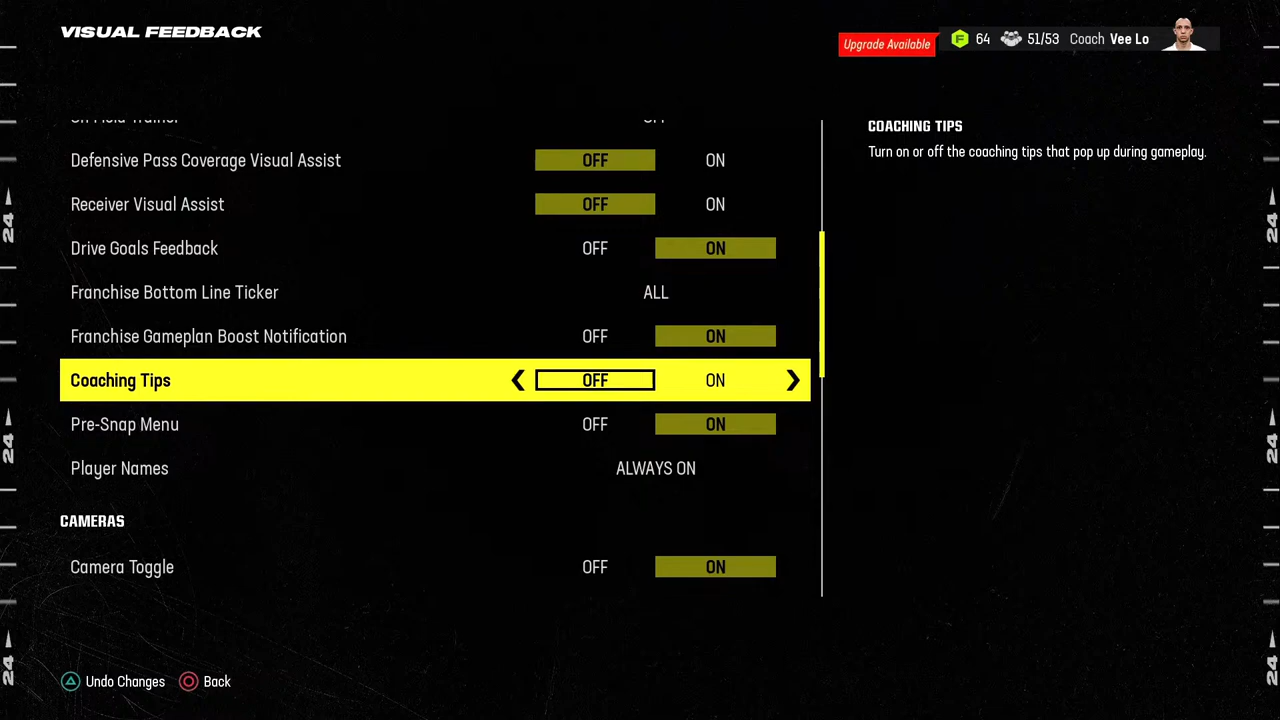 VISUAL FEEDBACK
Upgrade Available
64
51/53
Coach Vee Lo
On-Field Trainer OFF
Defensive Pass Coverage Visual Assist OFF ON
Receiver Visual Assist OFF ON
Drive Goals Feedback OFF ON
Franchise Bottom Line Ticker ALL
Franchise Gameplan Boost Notification OFF ON
Coaching Tips OFF ON
Pre-Snap Menu OFF ON
Player Names ALWAYS ON
CAMERAS
Camera Toggle OFF ON
COACHING TIPS
Turn on or off the coaching tips that pop up during gameplay.
Undo Changes Back
24
24
24
24
24
24